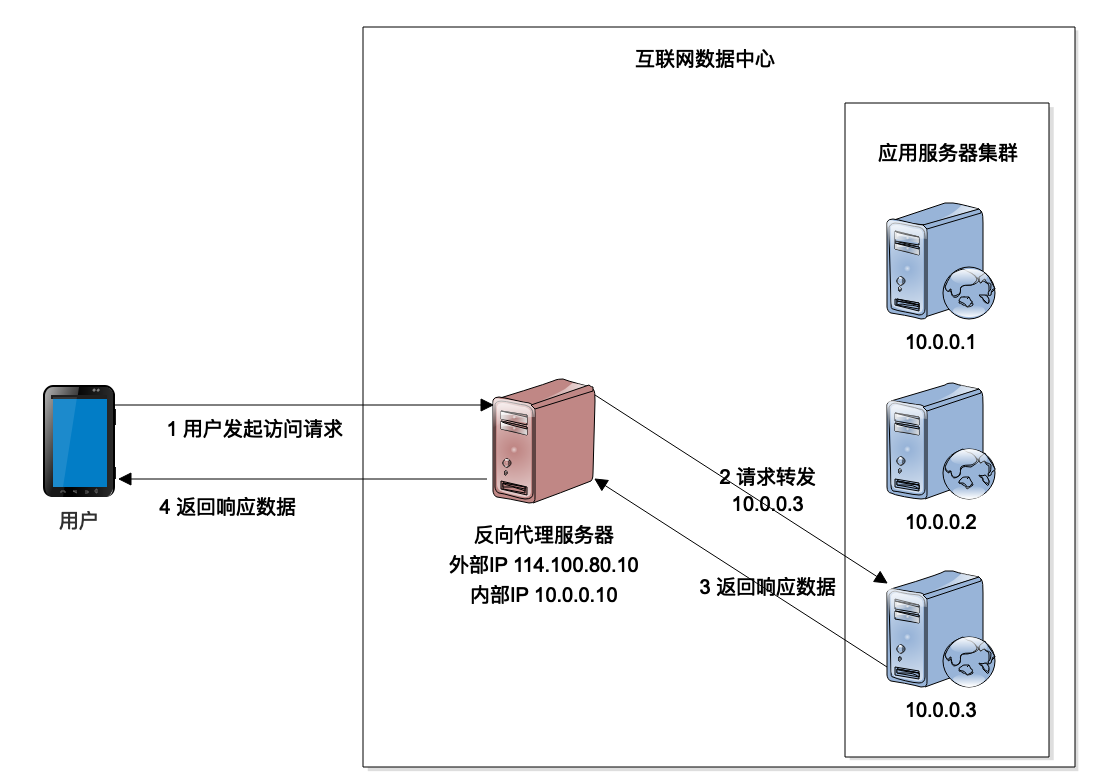 互联网数据中心
应用服务器集群
10.0.0.1
1 用户发起访问请求
2 请求转发
10.0.0.3
4 返回响应数据
用户
10.0.0.2
反向代理服务器
外部IP 114.100.80.10
内部IP 10.0.0.10
3 返回响应数据
10.0.0.3